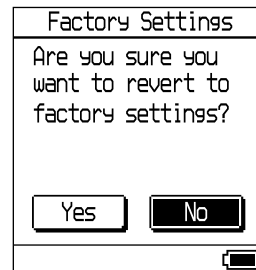 Factory Settings
Are you sure you
want to revert to
factory settings?
Yes No